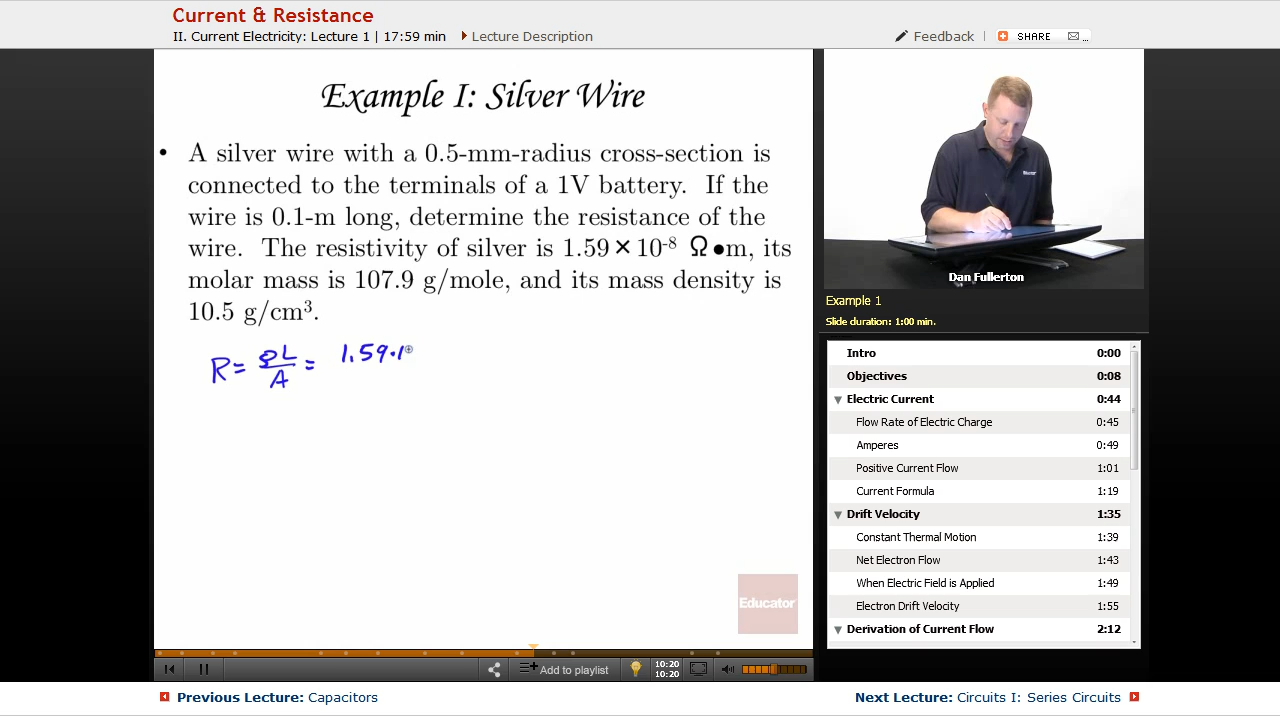 Current & Resistance
II. Current Electricity: Lecture 1 | 17:59 min
Lecture Description
Feedback
SHARE
Example I: Silver Wire
• A silver wire with a 0.5-mm-radius cross-section is
connected to the terminals of a 1V battery. If the
wire is 0.1-m long, determine the resistance of the
wire. The resistivity of silver is 1.59×10⁻⁸ Ω•m, its
molar mass is 107.9 g/mole, and its mass density is
10.5 g/cm³.
R = ρL/A = 1.59·1
Educator
Add to playlist
10:20
10:20
Dan Fullerton
Example 1
Slide duration: 1:00 min.
Intro 0:00
Objectives 0:08
Electric Current 0:44
Flow Rate of Electric Charge 0:45
Amperes 0:49
Positive Current Flow 1:01
Current Formula 1:19
Drift Velocity 1:35
Constant Thermal Motion 1:39
Net Electron Flow 1:43
When Electric Field is Applied 1:49
Electron Drift Velocity 1:55
Derivation of Current Flow 2:12
Previous Lecture: Capacitors
Next Lecture: Circuits I: Series Circuits